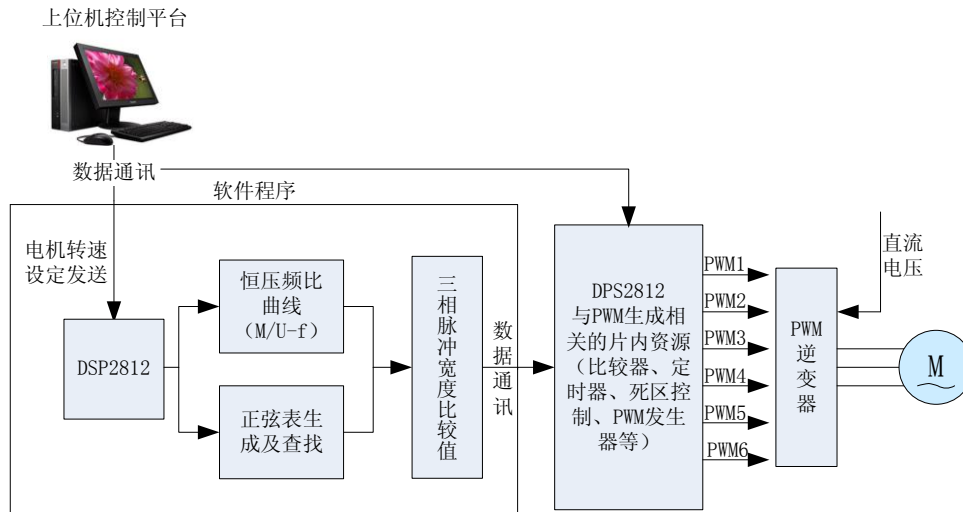 上位机控制平台
数据通讯
软件程序
电机转速
设定发送
DSP2812
恒压频比
曲线
（M/U-f）
正弦表生
成及查找
三相脉冲宽度比较值
数据通讯
DPS2812
与PWM生成相
关的片内资源
（比较器、定
时器、死区控
制、PWM发生
器等）
PWM1
PWM2
PWM3
PWM4
PWM5
PWM6
直流
电压
PWM
逆
变
器
M